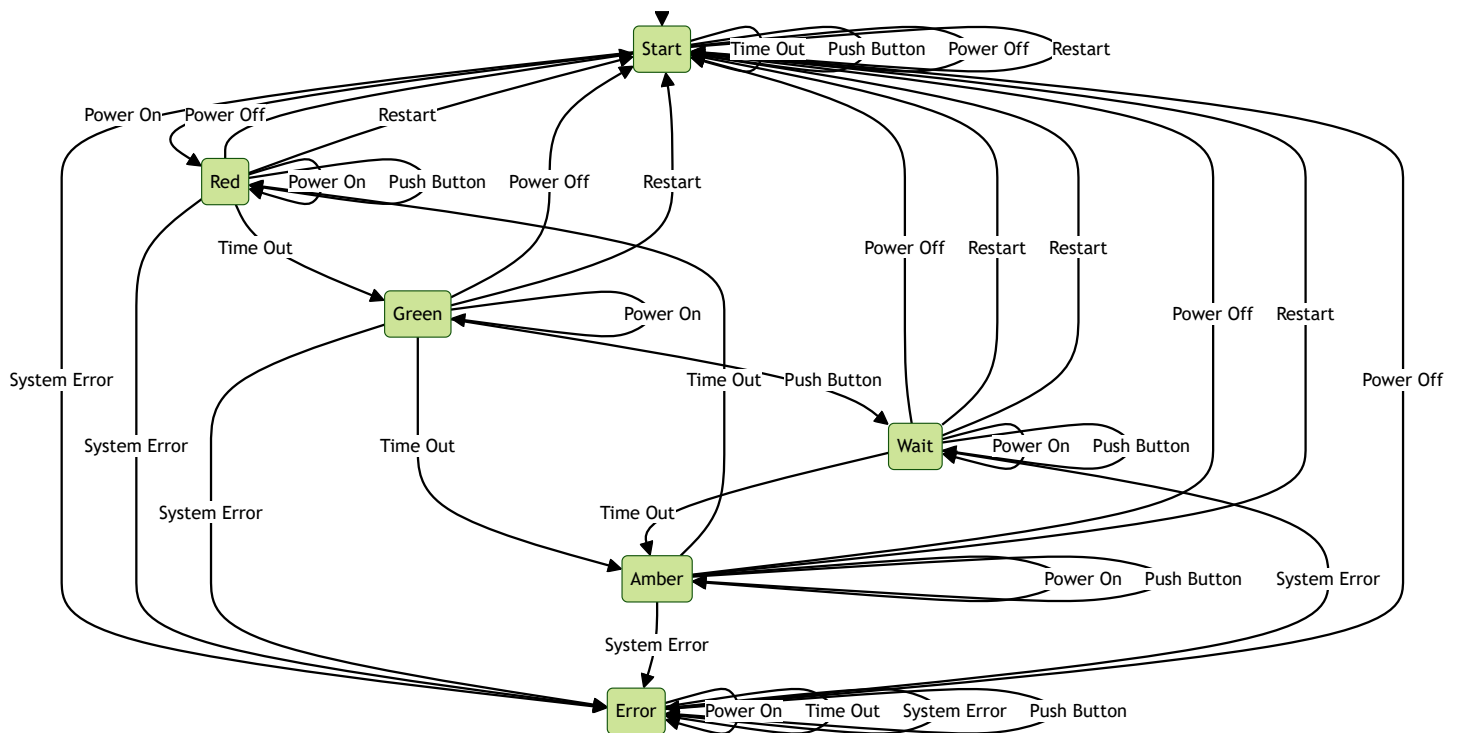 Start
Time Out
Push Button
Power Off
Restart
Power On
Power Off
Restart
Red
Power On
Push Button
Power Off
Restart
Time Out
Power Off
Restart
Restart
Green
Power On
Power Off
Restart
System Error
Time Out
Push Button
Power Off
System Error
Time Out
Wait
Power On
Push Button
System Error
Time Out
Amber
Power On
Push Button
System Error
System Error
Error
Power On
Time Out
System Error
Push Button